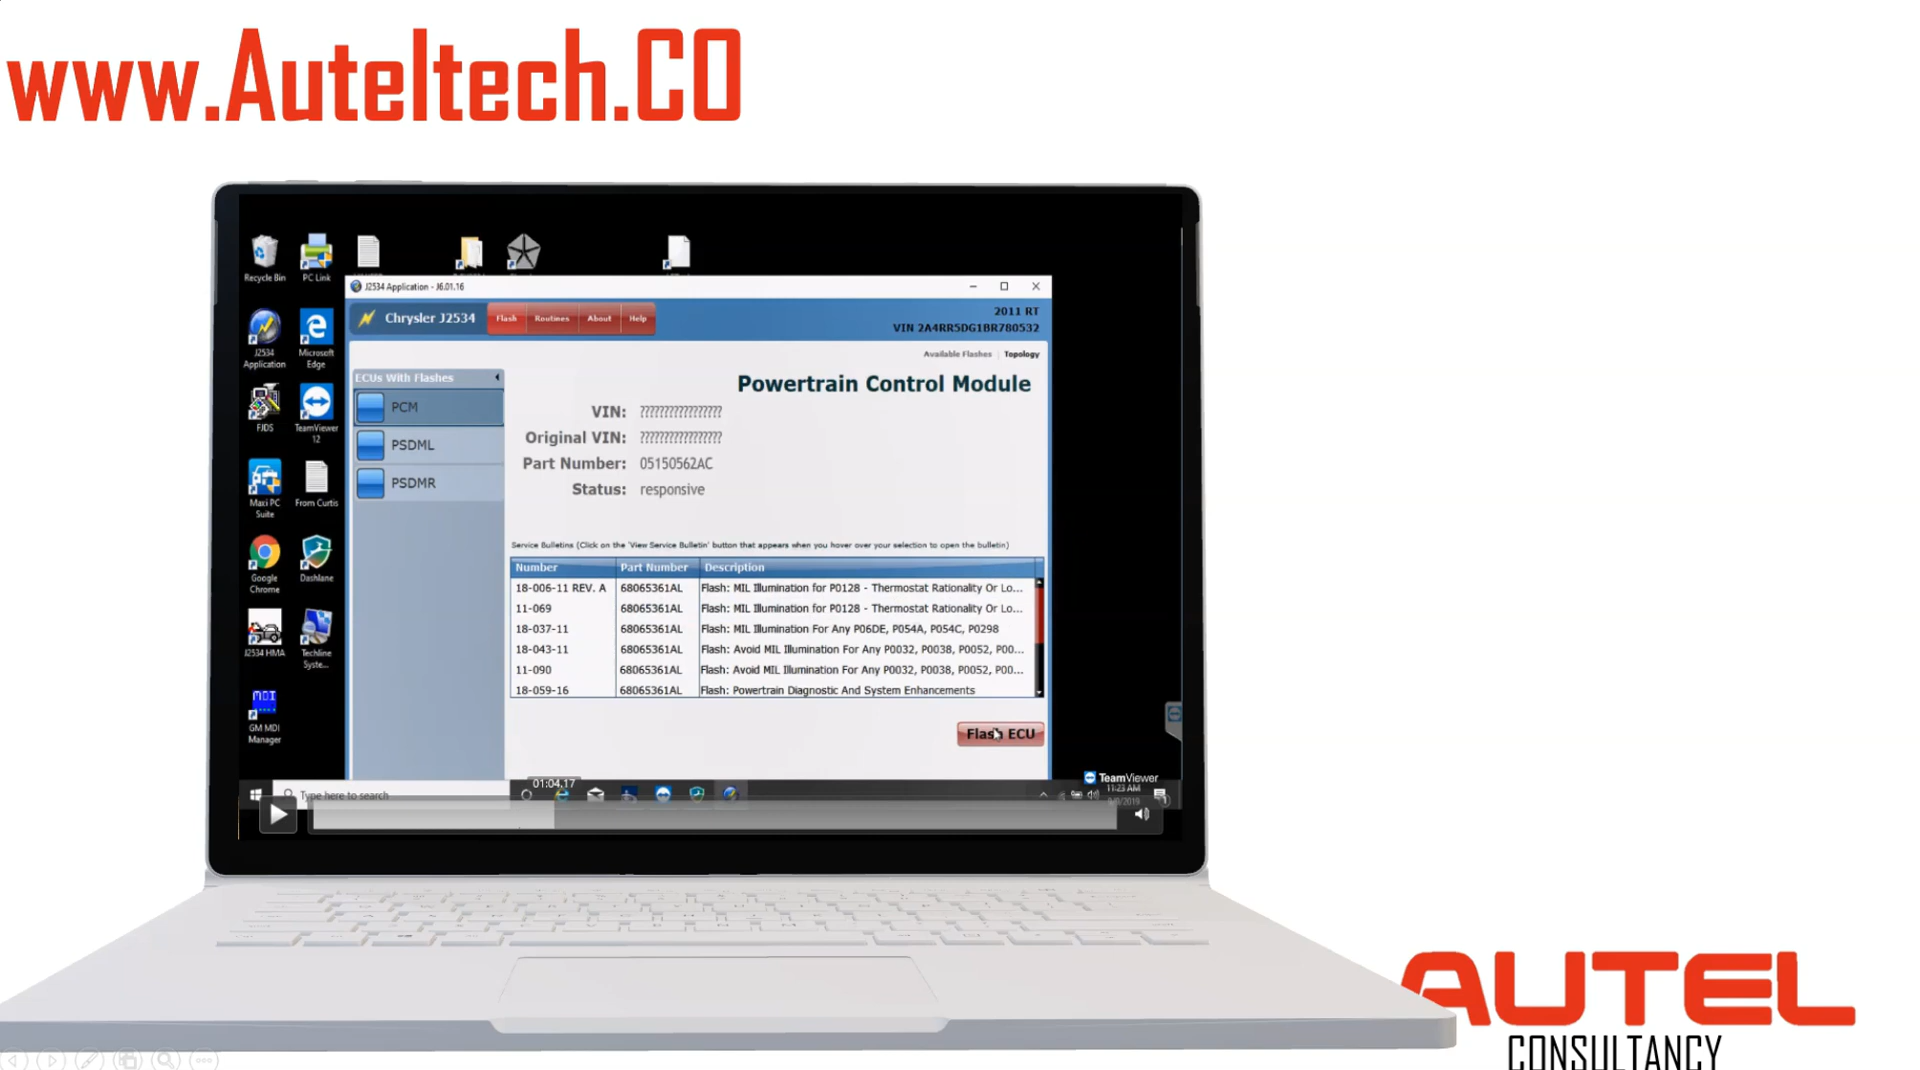 www.Auteltech.CO
Recycle Bin
PC Link
J2534 Application - J6.01.16
Chrysler J2534
Flash
Routines
About
Help
2011 RT
VIN 2A4RR5DG1BR780532
J2534
Application
Microsoft
Edge
Available Flashes | Topology
ECUs With Flashes
Powertrain Control Module
PCM
PSDML
PSDMR
VIN: ?????????????????
Original VIN: ?????????????????
Part Number: 05150562AC
Status: responsive
FJDS
TeamViewer
12
Maxi PC
Suite
From Curtis
Service Bulletins (Click on the 'View Service Bulletin' button that appears when you hover over your selection to open the bulletin)
Number Part Number Description
18-006-11 REV. A 68065361AL Flash: MIL Illumination for P0128 - Thermostat Rationality Or Lo...
11-069 68065361AL Flash: MIL Illumination for P0128 - Thermostat Rationality Or Lo...
18-037-11 68065361AL Flash: MIL Illumination For Any P06DE, P054A, P054C, P0298
18-043-11 68065361AL Flash: Avoid MIL Illumination For Any P0032, P0038, P0052, P00...
11-090 68065361AL Flash: Avoid MIL Illumination For Any P0032, P0038, P0052, P00...
18-059-16 68065361AL Flash: Powertrain Diagnostic And System Enhancements
Google
Chrome
Dashlane
J2534 HMA
Techline
Syste...
MDI
GM MDI
Manager
Flash ECU
TeamViewer
01:04.17
Type here to search
11:23 AM
AUTEL
CONSULTANCY